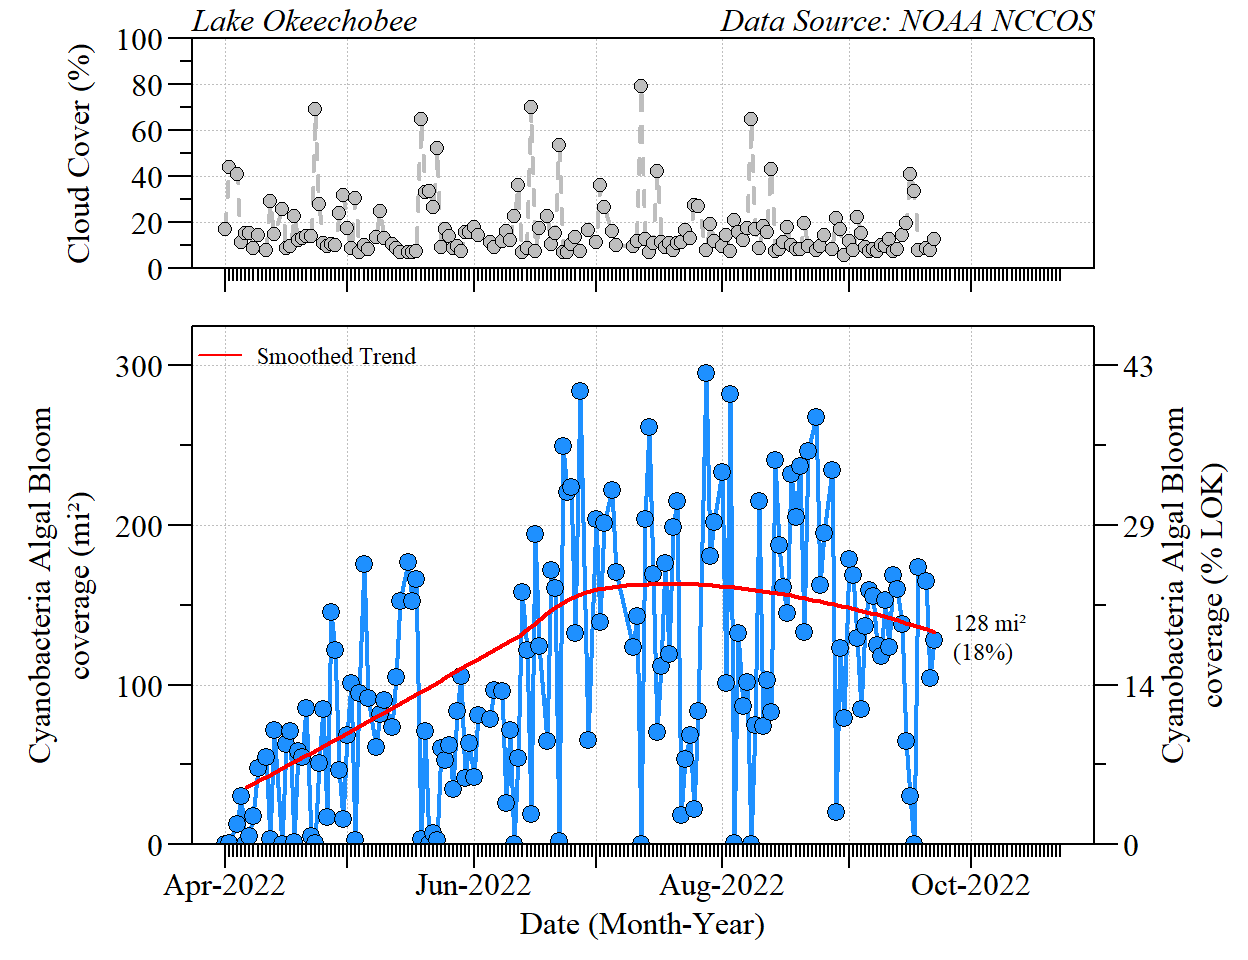 Lake Okeechobee
Data Source: NOAA NCCOS
Cloud Cover (%)
100
80
60
40
20
0
Smoothed Trend
Cyanobacteria Algal Bloom
coverage (mi²)
300
200
100
0
43
29
14
0
Cyanobacteria Algal Bloom
coverage (% LOK)
128 mi²
(18%)
Apr-2022
Jun-2022
Aug-2022
Oct-2022
Date (Month-Year)